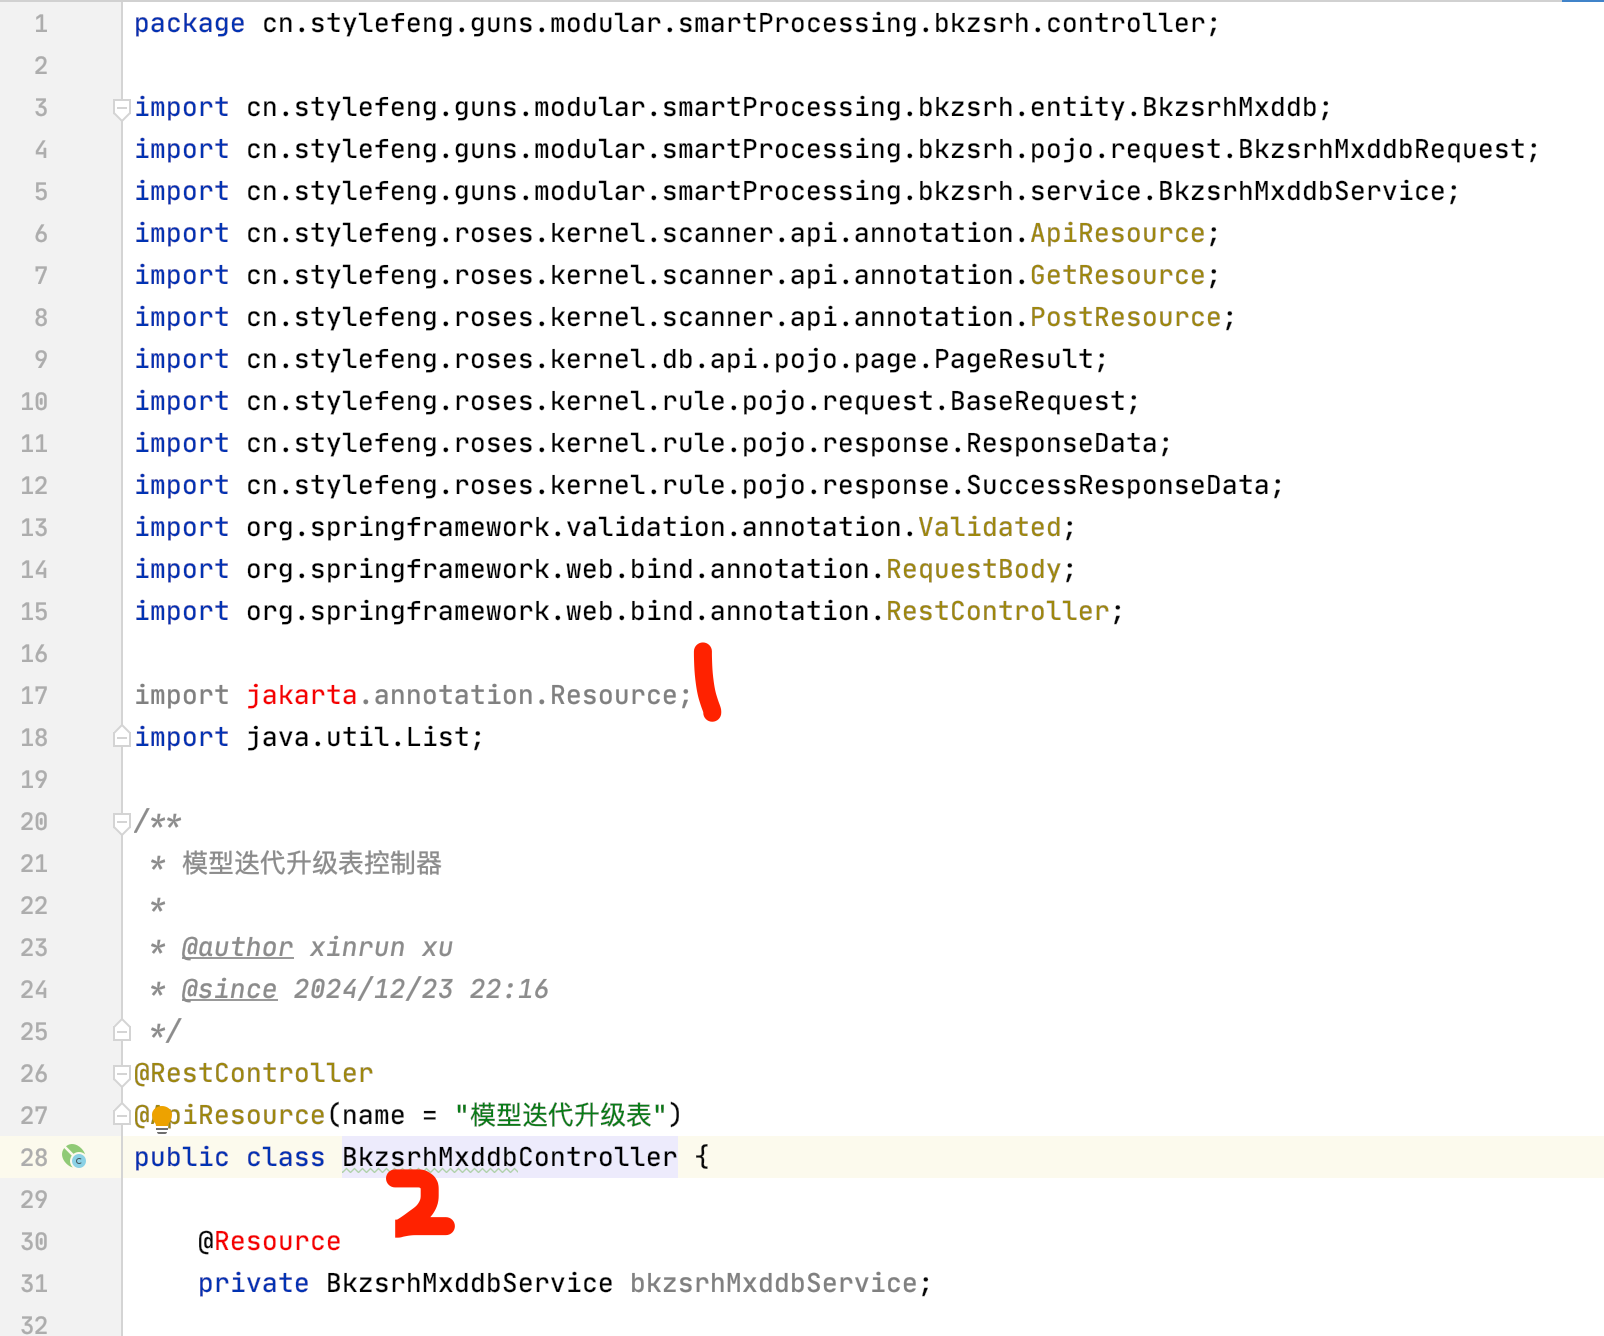 1 package cn.stylefeng.guns.modular.smartProcessing.bkzsrh.controller;
2
3 import cn.stylefeng.guns.modular.smartProcessing.bkzsrh.entity.BkzsrhMxddb;
4 import cn.stylefeng.guns.modular.smartProcessing.bkzsrh.pojo.request.BkzsrhMxddbRequest;
5 import cn.stylefeng.guns.modular.smartProcessing.bkzsrh.service.BkzsrhMxddbService;
6 import cn.stylefeng.roses.kernel.scanner.api.annotation.ApiResource;
7 import cn.stylefeng.roses.kernel.scanner.api.annotation.GetResource;
8 import cn.stylefeng.roses.kernel.scanner.api.annotation.PostResource;
9 import cn.stylefeng.roses.kernel.db.api.pojo.page.PageResult;
10 import cn.stylefeng.roses.kernel.rule.pojo.request.BaseRequest;
11 import cn.stylefeng.roses.kernel.rule.pojo.response.ResponseData;
12 import cn.stylefeng.roses.kernel.rule.pojo.response.SuccessResponseData;
13 import org.springframework.validation.annotation.Validated;
14 import org.springframework.web.bind.annotation.RequestBody;
15 import org.springframework.web.bind.annotation.RestController;
16
17 import jakarta.annotation.Resource; 1
18 import java.util.List;
19
20 /**
21  * 模型迭代升级表控制器
22  *
23  * @author xinrun xu
24  * @since 2024/12/23 22:16
25  */
26 @RestController
27 @ApiResource(name = "模型迭代升级表")
28 public class BkzsrhMxddbController {
2
29
30     @Resource
31     private BkzsrhMxddbService bkzsrhMxddbService;
32